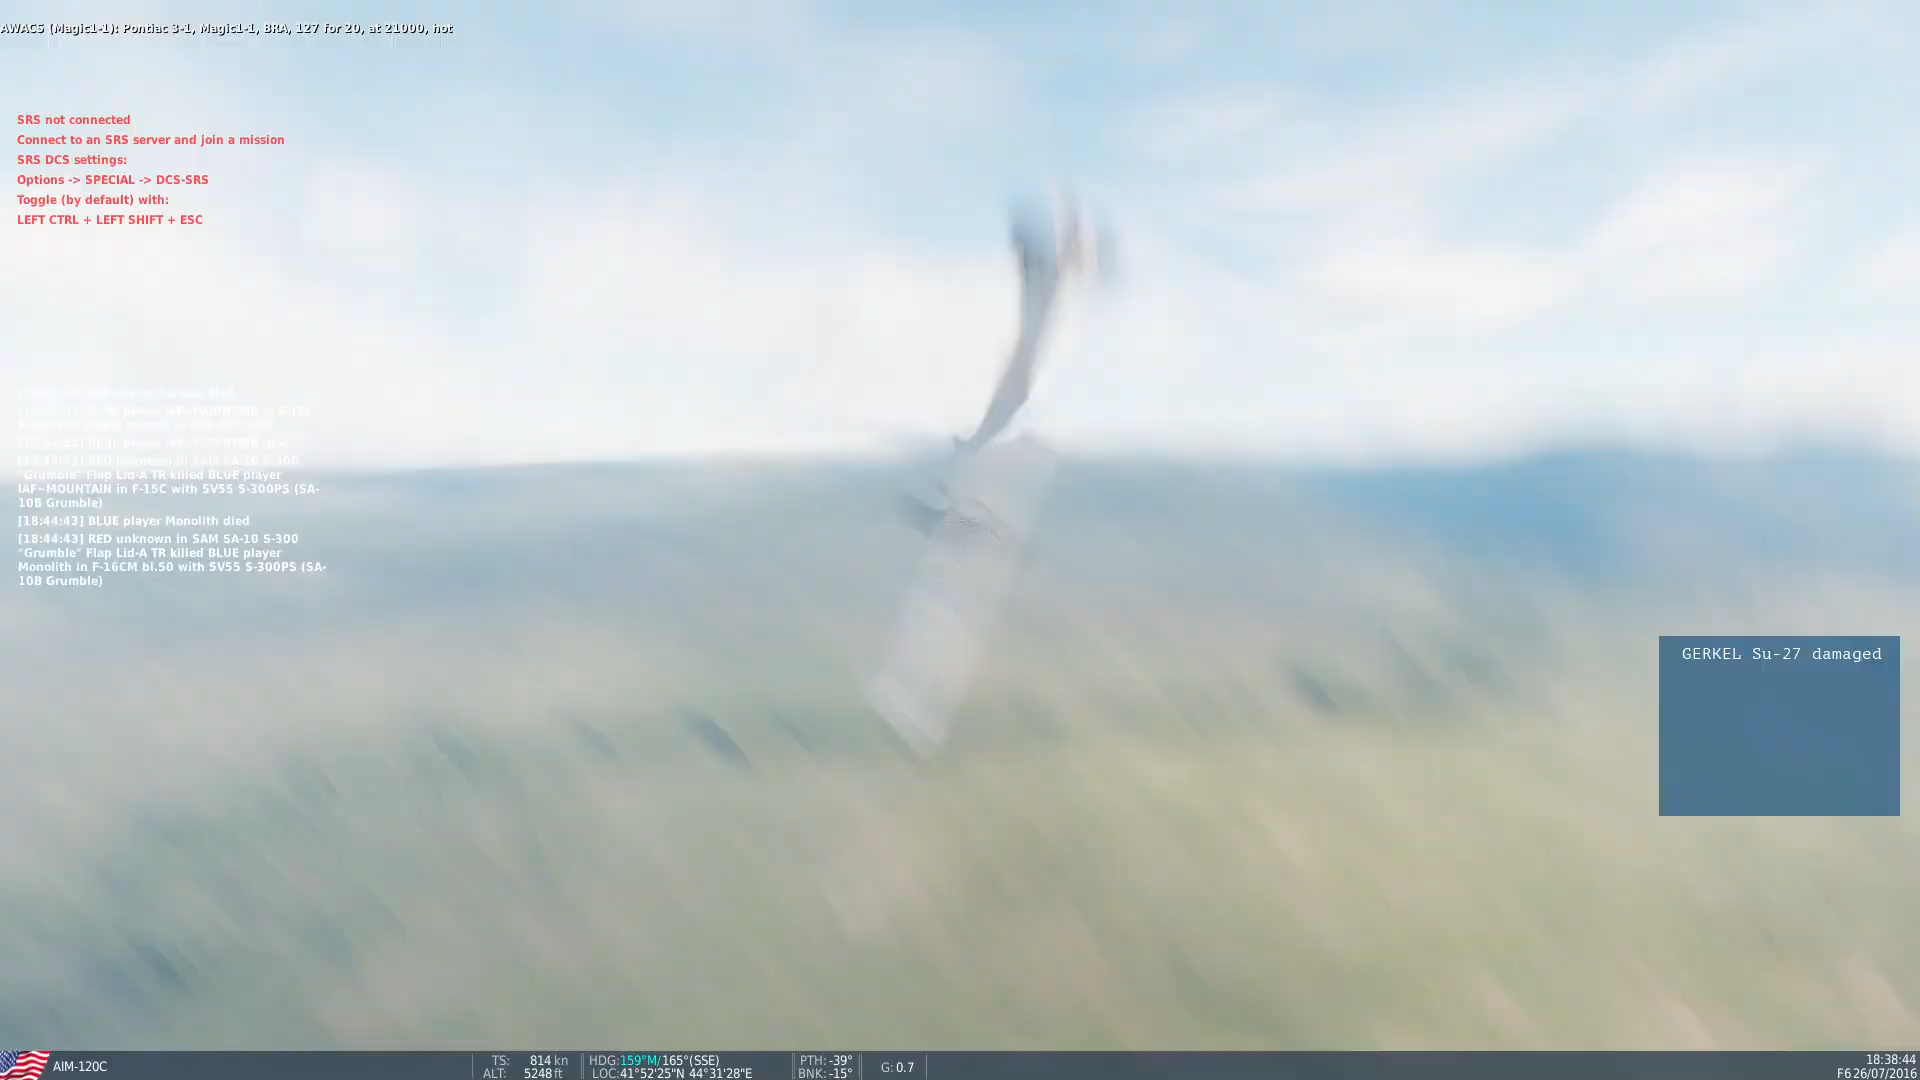 AWACS (Magic1-1): Pontiac 3-1, Magic1-1, BRA, 127 for 20, at 21000, hot
SRS not connected
Connect to an SRS server and join a mission
SRS DCS settings:
Options -> SPECIAL -> DCS-SRS
Toggle (by default) with:
LEFT CTRL + LEFT SHIFT + ESC
"Grumble" Flap Lid-A TR killed BLUE player
IAF-MOUNTAIN in F-15C with 5V55 S-300PS (SA-
10B Grumble)
[18:44:43] BLUE player Monolith died
[18:44:43] RED unknown in SAM SA-10 S-300
"Grumble" Flap Lid-A TR killed BLUE player
Monolith in F-16CM bl.50 with 5V55 S-300PS (SA-
10B Grumble)
GERKEL Su-27 damaged
AIM-120C
TS: 814 kn HDG:159°M/165°(SSE) PTH: -39°
ALT: 5248 ft LOC:41°52'25"N 44°31'28"E BNK: -15°
G: 0.7
18:38:44
F6 26/07/2016